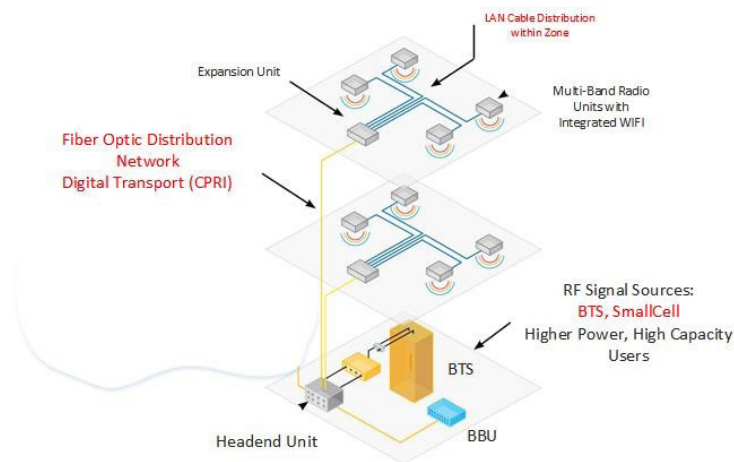 LAN Cable Distribution
within Zone
Expansion Unit
Multi-Band Radio
Units with
Integrated WIFI
Fiber Optic Distribution
Network
Digital Transport (CPRI)
RF Signal Sources:
BTS, SmallCell
Higher Power, High Capacity
Users
BTS
Headend Unit
BBU